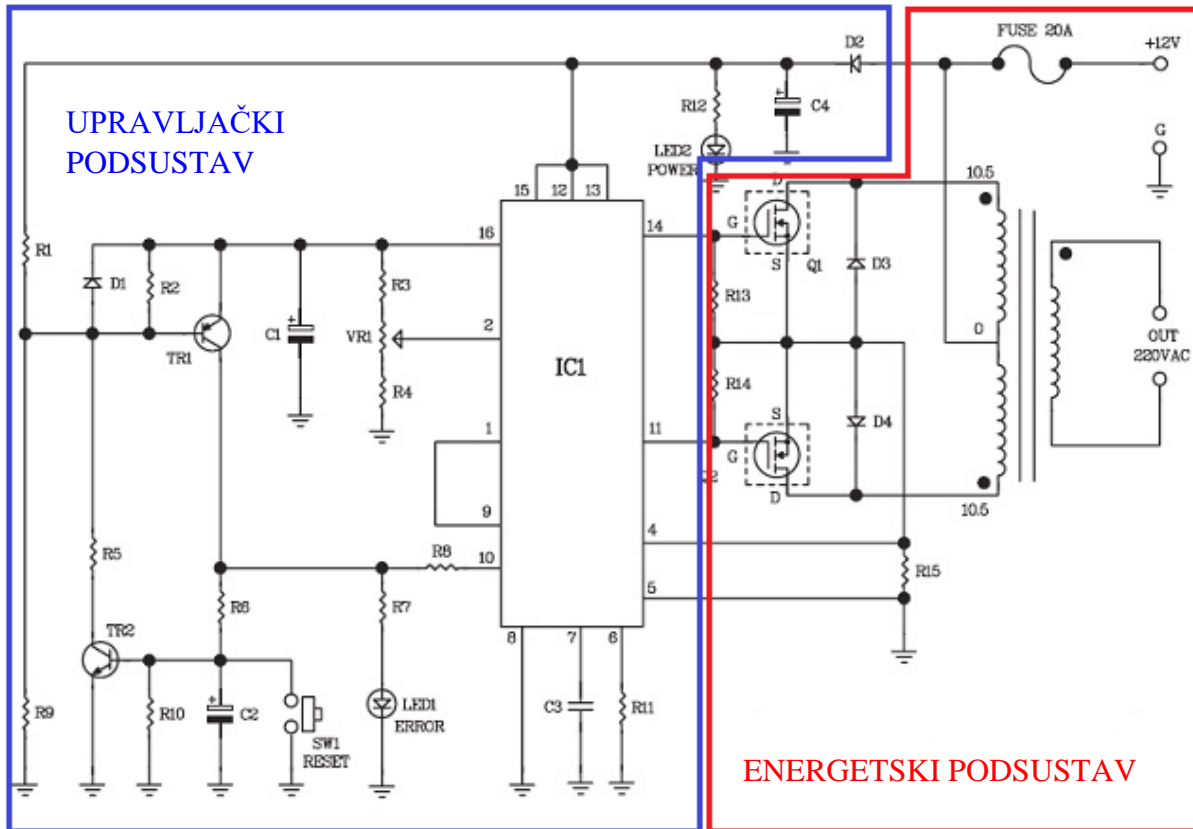 UPRAVLJAČKI
PODSUSTAV
D2
FUSE 20A
+12V
R12
C4
G
LED2
POWER
15
12
13
D
10.5
16
14
G
R1
D1
R2
R3
S
Q1
D3
R13
C1
VR1
2
0
OUT
220VAC
TR1
IC1
R14
R4
S
1
11
G
D4
D
10.5
9
4
R5
R8
10
R15
5
R6
R7
TR2
8
7
6
R9
R10
C2
LED1
ERROR
C3
R11
SW1
RESET
ENERGETSKI PODSUSTAV